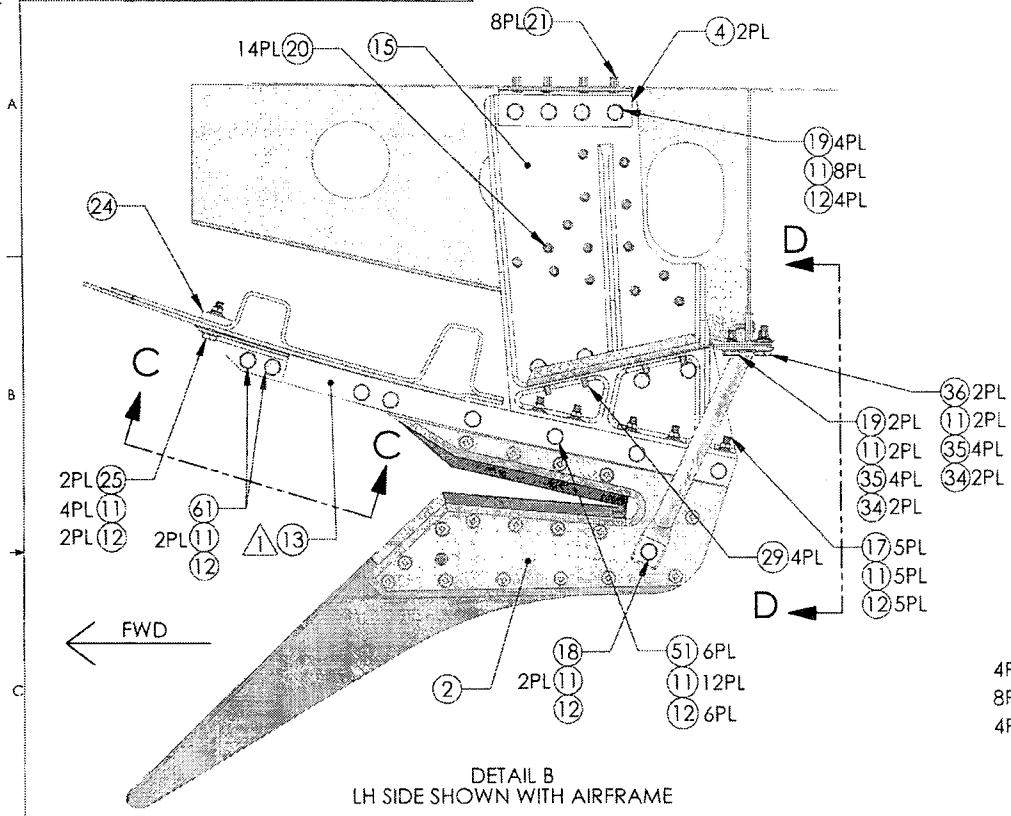 8PL 21
4 2PL
14PL 20
15
A
19 4PL
11 8PL
12 4PL
24
D
C
B
36 2PL
19 2PL
11 2PL
11 2PL
35 4PL
35 4PL
34 2PL
34 2PL
C
2PL 25
61
4PL 11
2PL 11
1 13
2PL 12
12
29 4PL
17 5PL
11 5PL
12 5PL
D
FWD
18
51 6PL
2PL 11
11 12PL
2
12
12 6PL
C
8P
DETAIL B
LH SIDE SHOWN WITH AIRFRAME